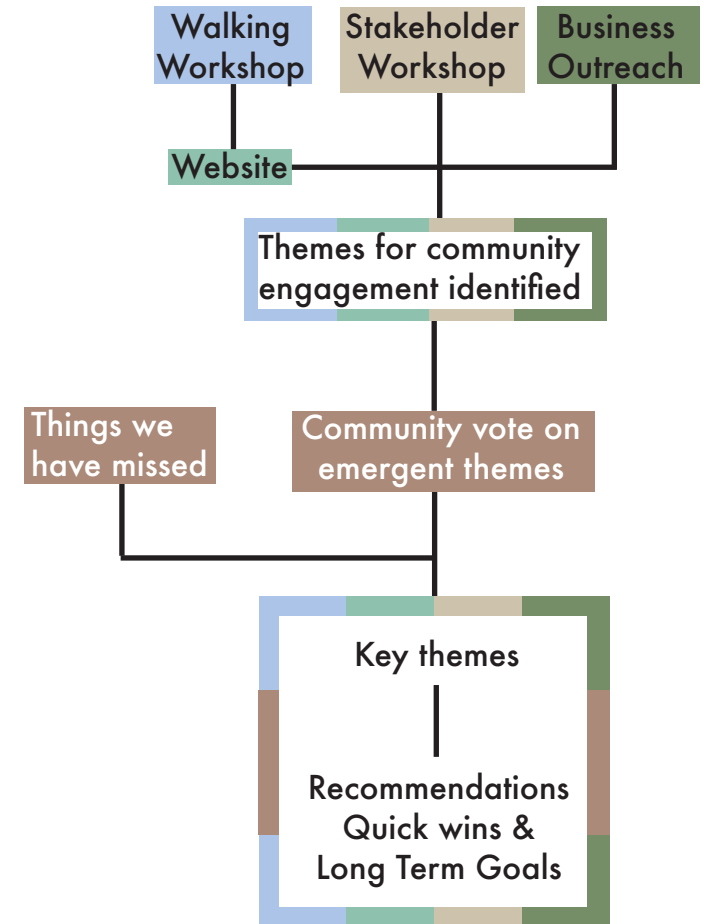 Walking
Workshop
Stakeholder
Workshop
Business
Outreach
Website
Themes for community
engagement identified
Things we
have missed
Community vote on
emergent themes
Key themes
Recommendations
Quick wins &
Long Term Goals